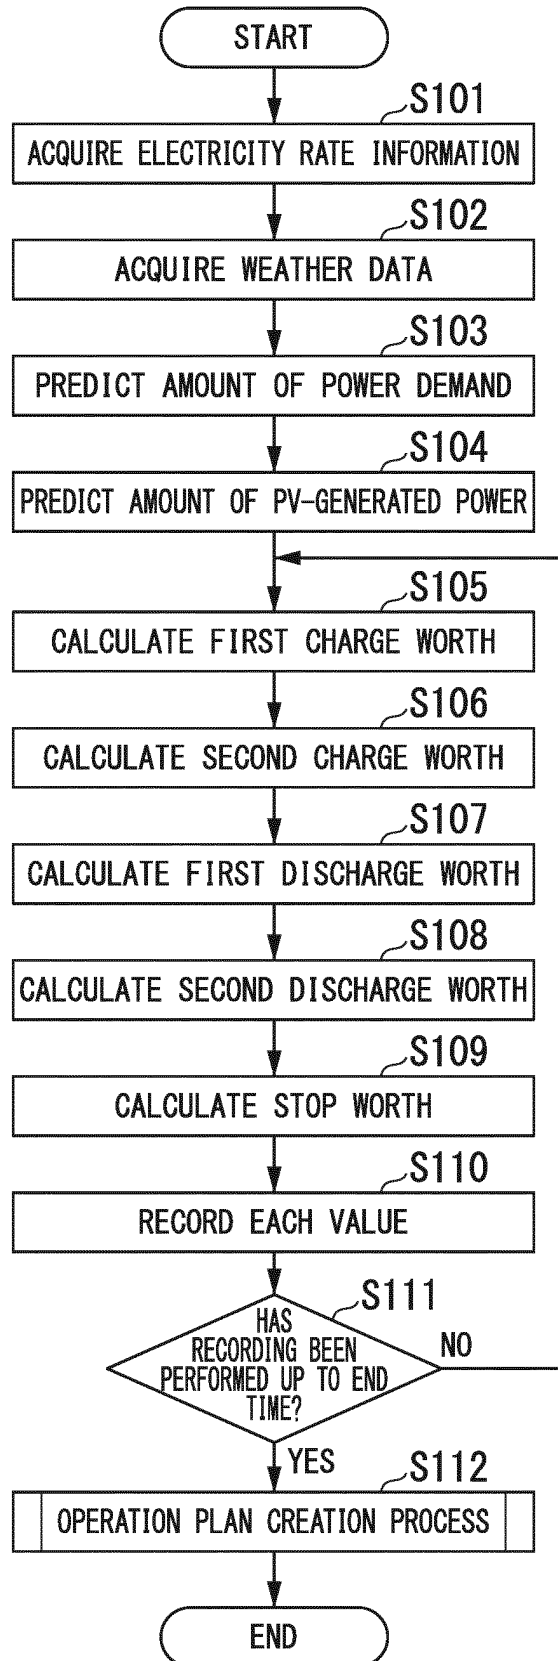 START
S101
ACQUIRE ELECTRICITY RATE INFORMATION
S102
ACQUIRE WEATHER DATA
S103
PREDICT AMOUNT OF POWER DEMAND
S104
PREDICT AMOUNT OF PV-GENERATED POWER
S105
CALCULATE FIRST CHARGE WORTH
S106
CALCULATE SECOND CHARGE WORTH
S107
CALCULATE FIRST DISCHARGE WORTH
S108
CALCULATE SECOND DISCHARGE WORTH
S109
CALCULATE STOP WORTH
S110
RECORD EACH VALUE
S111
HAS
RECORDING BEEN
PERFORMED UP TO END
TIME?
NO
YES
S112
OPERATION PLAN CREATION PROCESS
END